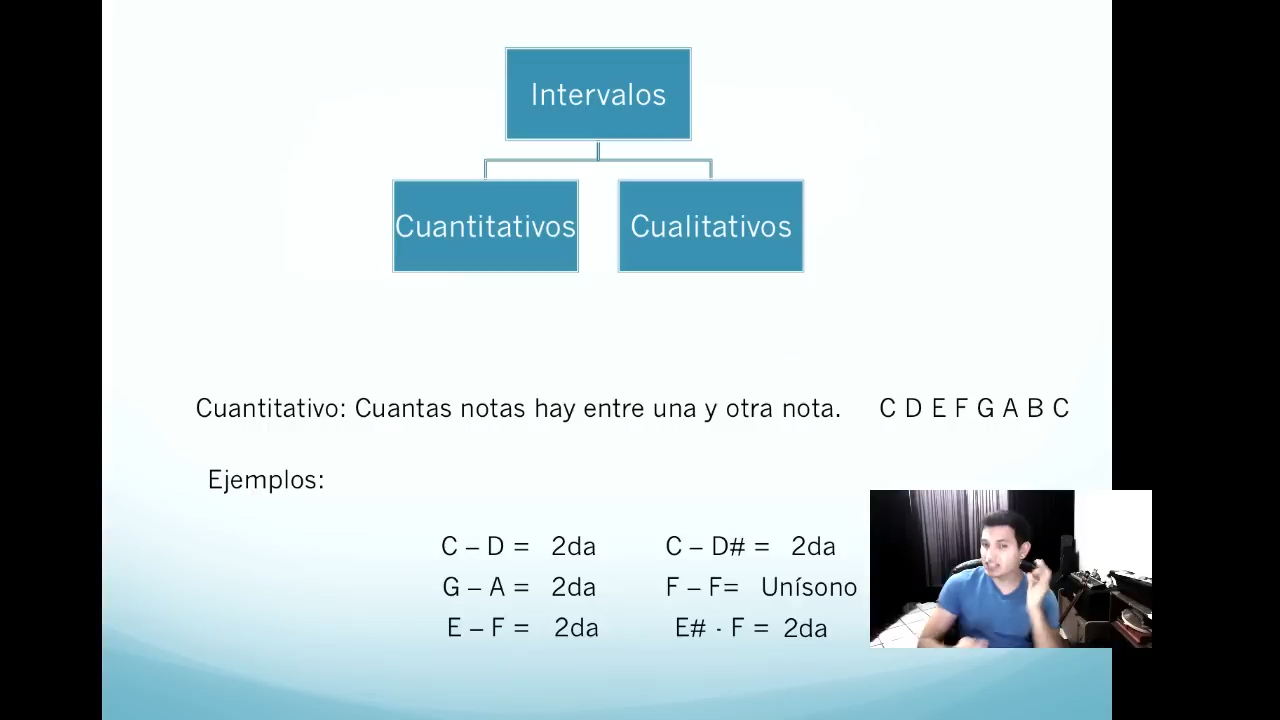 Intervalos
Cuantitativos
Cualitativos
Cuantitativo: Cuantas notas hay entre una y otra nota. C D E F G A B C
Ejemplos:
C – D = 2da C – D# = 2da
G – A = 2da F – F= Unísono
E – F = 2da E# - F = 2da